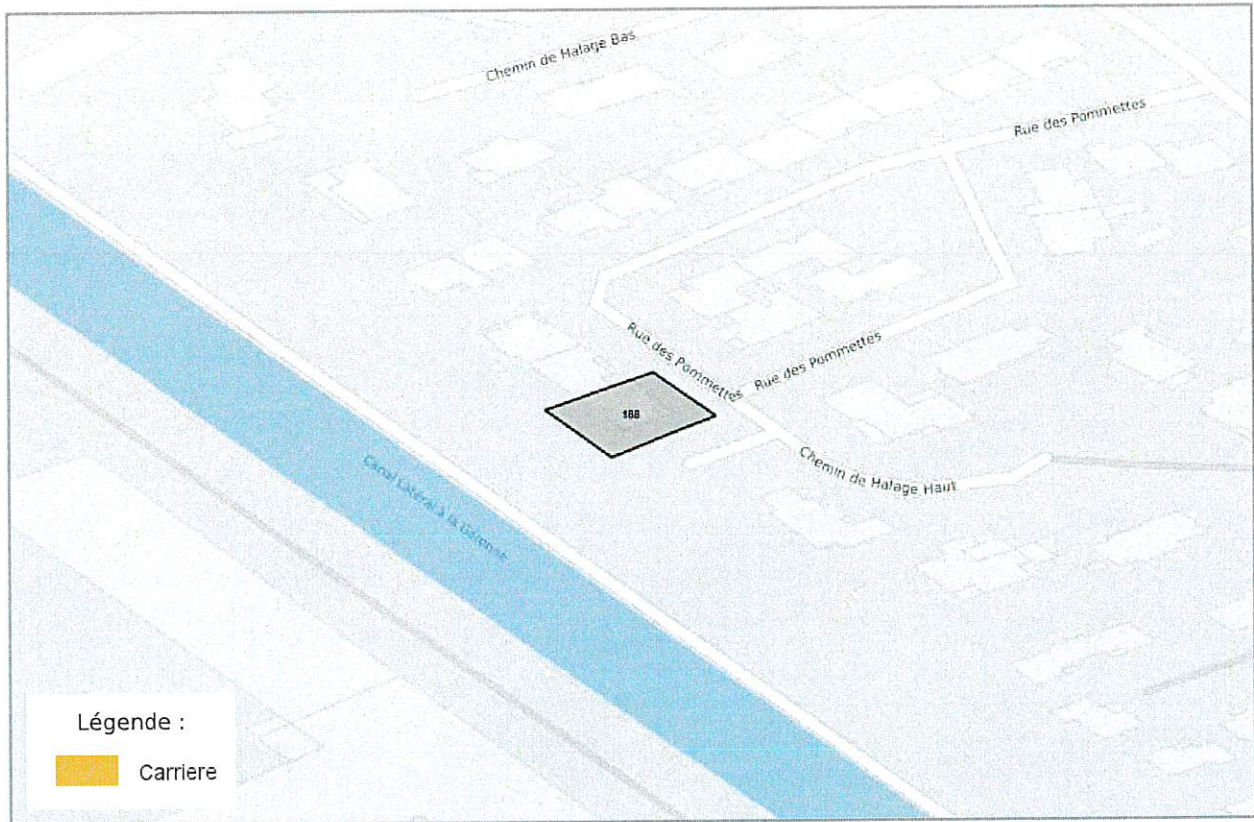 Chemin de Halage Bas
Rue des Pommettes
Rue des Pommettes
Rue des Pommettes
188
Chemin de Halage Haut
Canal Latéral à la Garonne
Légende :
Carriere